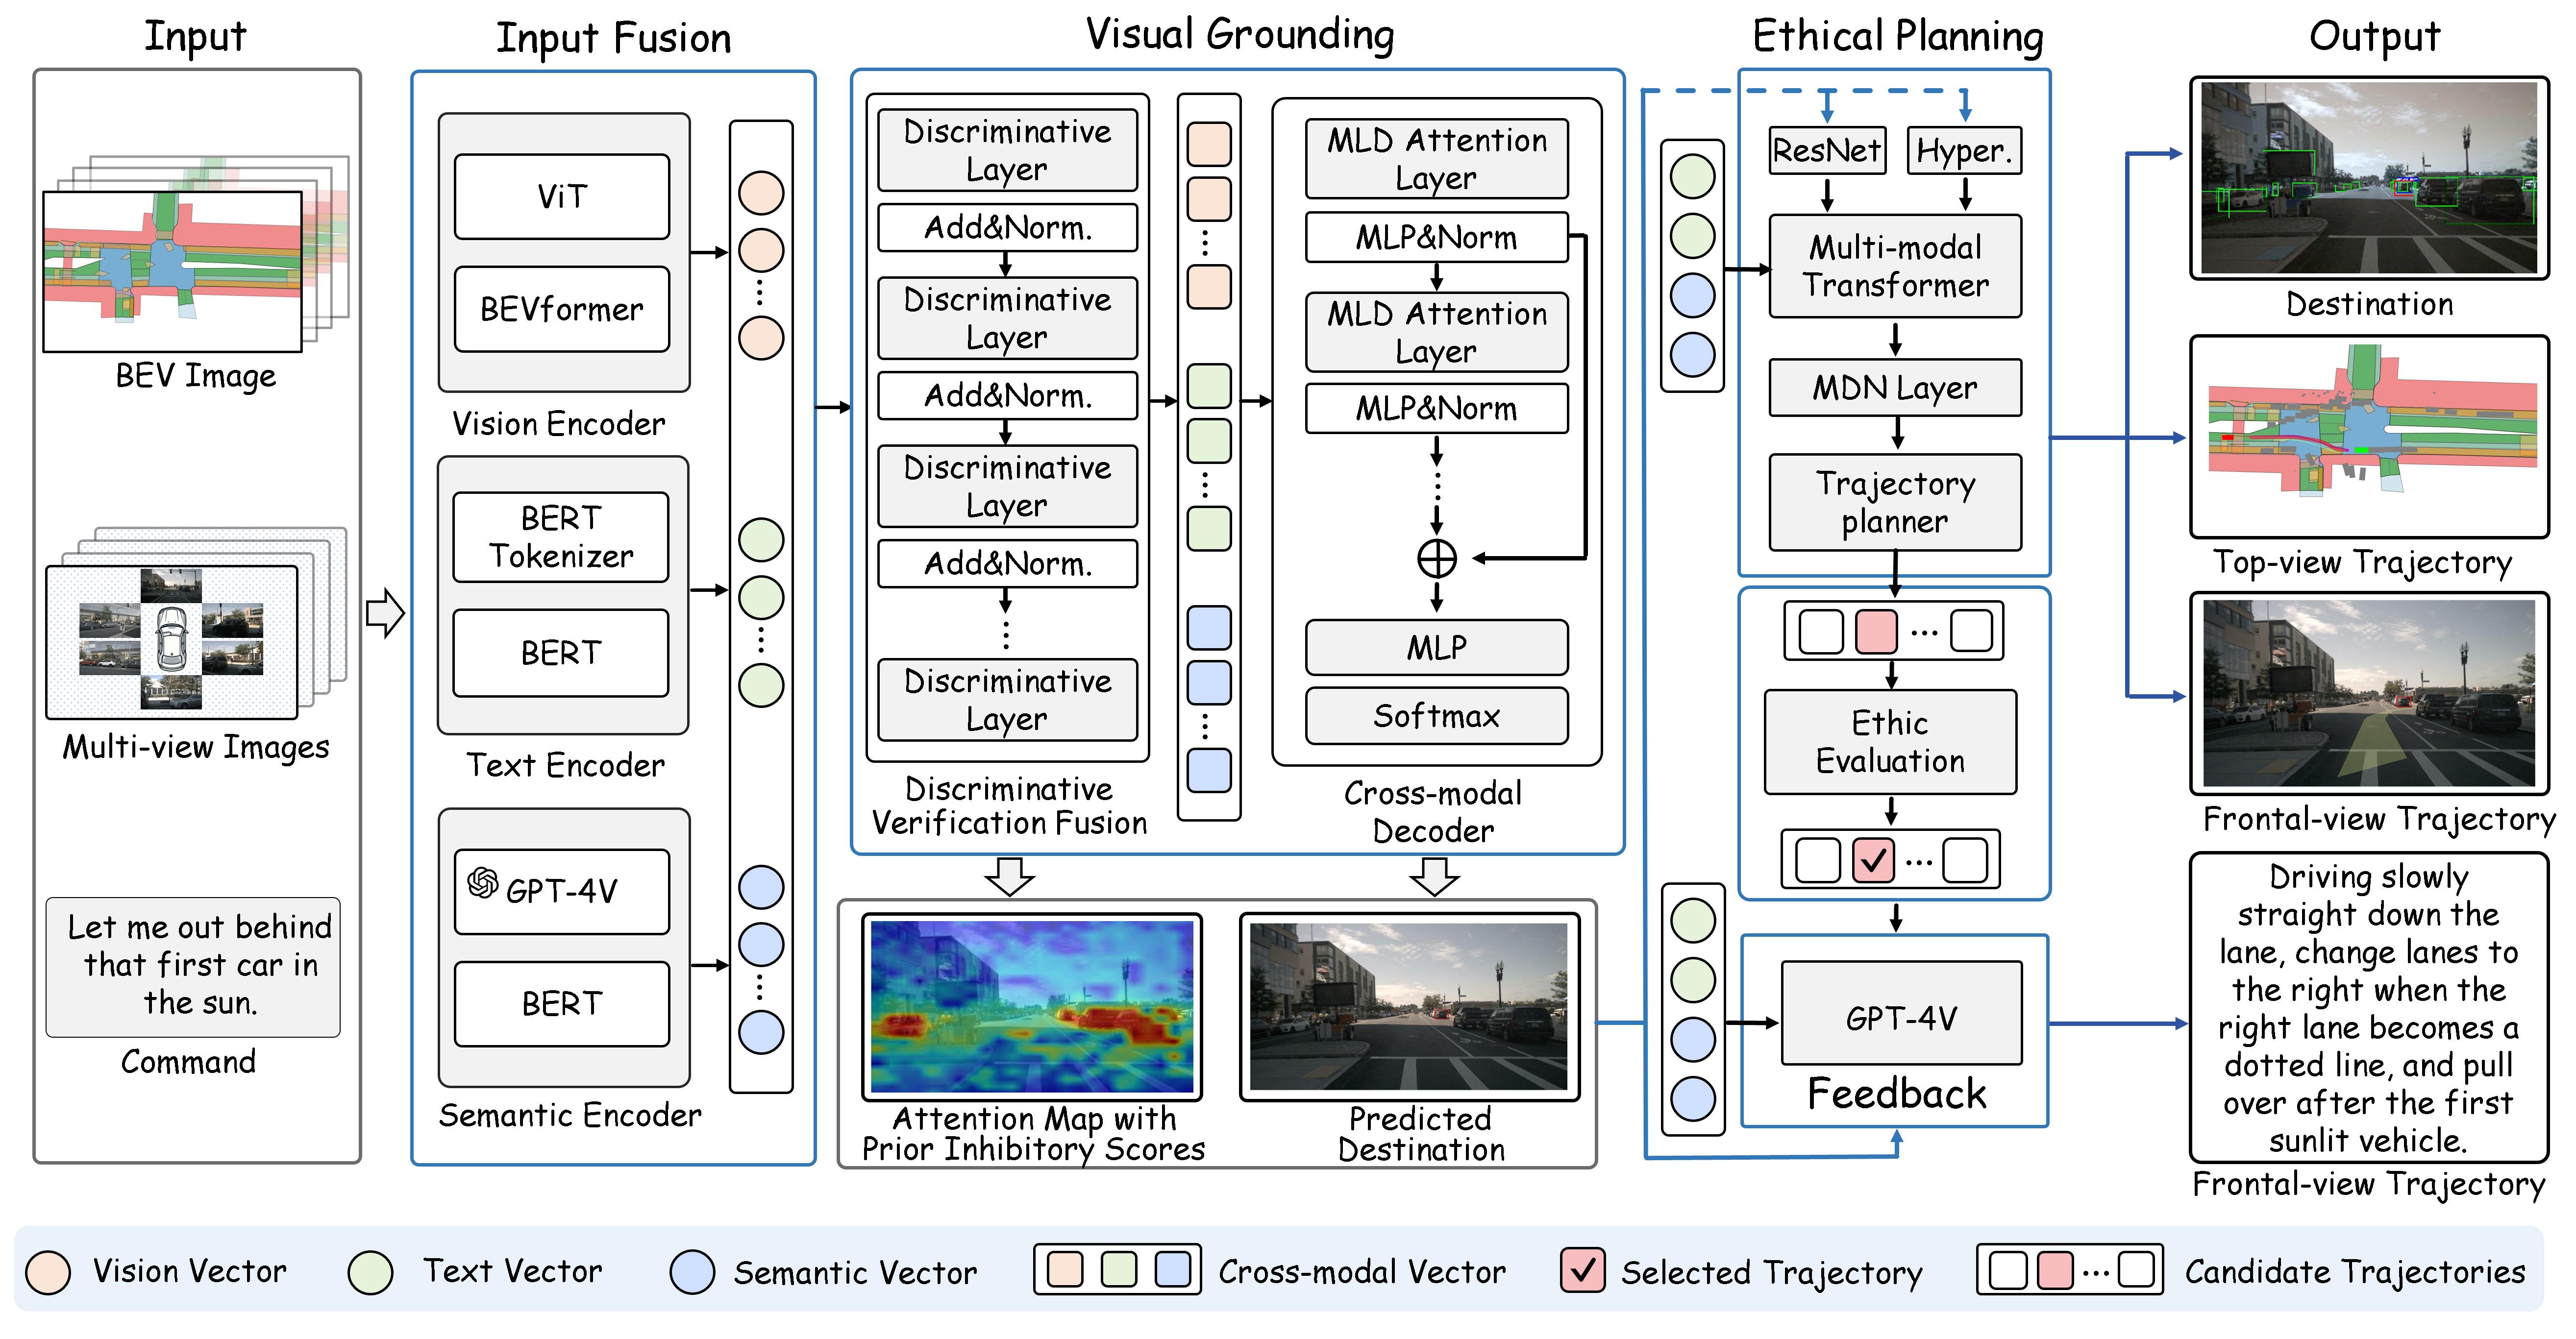 Input
BEV Image
Multi-view Images
Let me out behind
that first car in
the sun.
Command
Input Fusion
ViT
BEVformer
Vision Encoder
BERT
Tokenizer
BERT
Text Encoder
GPT-4V
BERT
Semantic Encoder
Visual Grounding
Discriminative
Layer
Add&Norm.
Discriminative
Layer
Add&Norm.
Discriminative
Layer
Add&Norm.
Discriminative
Layer
Discriminative
Verification Fusion
MLD Attention
Layer
MLP&Norm
MLD Attention
Layer
MLP&Norm
MLP
Softmax
Cross-modal
Decoder
Attention Map with
Prior Inhibitory Scores
Predicted
Destination
Ethical Planning
ResNet
Hyper.
Multi-modal
Transformer
MDN Layer
Trajectory
planner
Ethic
Evaluation
GPT-4V
Feedback
Output
Destination
Top-view Trajectory
Frontal-view Trajectory
Driving slowly
straight down the
lane, change lanes to
the right when the
right lane becomes a
dotted line, and pull
over after the first
sunlit vehicle.
Frontal-view Trajectory
Vision Vector
Text Vector
Semantic Vector
Cross-modal Vector
Selected Trajectory
Candidate Trajectories